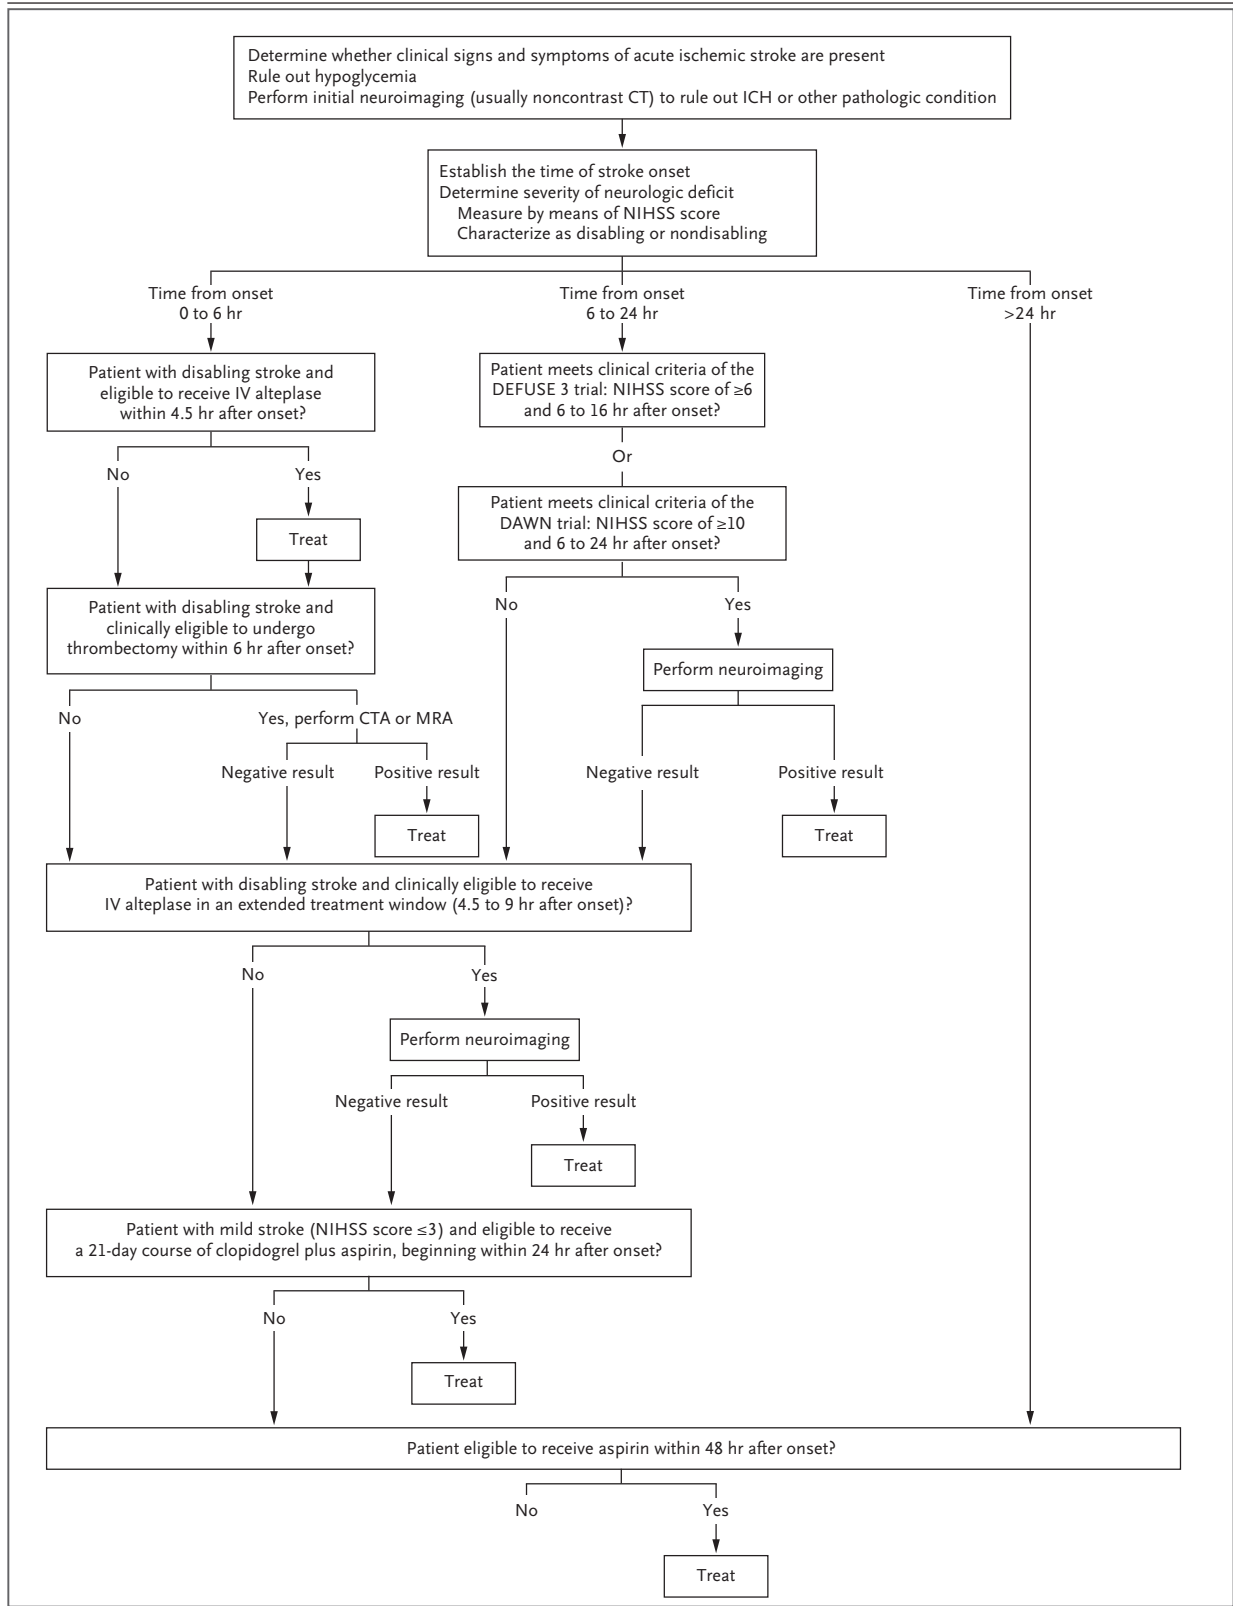 Determine whether clinical signs and symptoms of acute ischemic stroke are present
Rule out hypoglycemia
Perform initial neuroimaging (usually noncontrast CT) to rule out ICH or other pathologic condition
Establish the time of stroke onset
Determine severity of neurologic deficit
Measure by means of NIHSS score
Characterize as disabling or nondisabling
Time from onset
0 to 6 hr
Time from onset
6 to 24 hr
Time from onset
>24 hr
Patient with disabling stroke and
eligible to receive IV alteplase
within 4.5 hr after onset?
Patient meets clinical criteria of the
DEFUSE 3 trial: NIHSS score of ≥6
and 6 to 16 hr after onset?
Or
No
Yes
Patient meets clinical criteria of the
DAWN trial: NIHSS score of ≥10
and 6 to 24 hr after onset?
Treat
Patient with disabling stroke and
clinically eligible to undergo
thrombectomy within 6 hr after onset?
No
Yes
Perform neuroimaging
No
Yes, perform CTA or MRA
Negative result
Positive result
Negative result
Positive result
Treat
Treat
Patient with disabling stroke and clinically eligible to receive
IV alteplase in an extended treatment window (4.5 to 9 hr after onset)?
No
Yes
Perform neuroimaging
Negative result
Positive result
Treat
Patient with mild stroke (NIHSS score ≤3) and eligible to receive
a 21-day course of clopidogrel plus aspirin, beginning within 24 hr after onset?
No
Yes
Treat
Patient eligible to receive aspirin within 48 hr after onset?
No
Yes
Treat